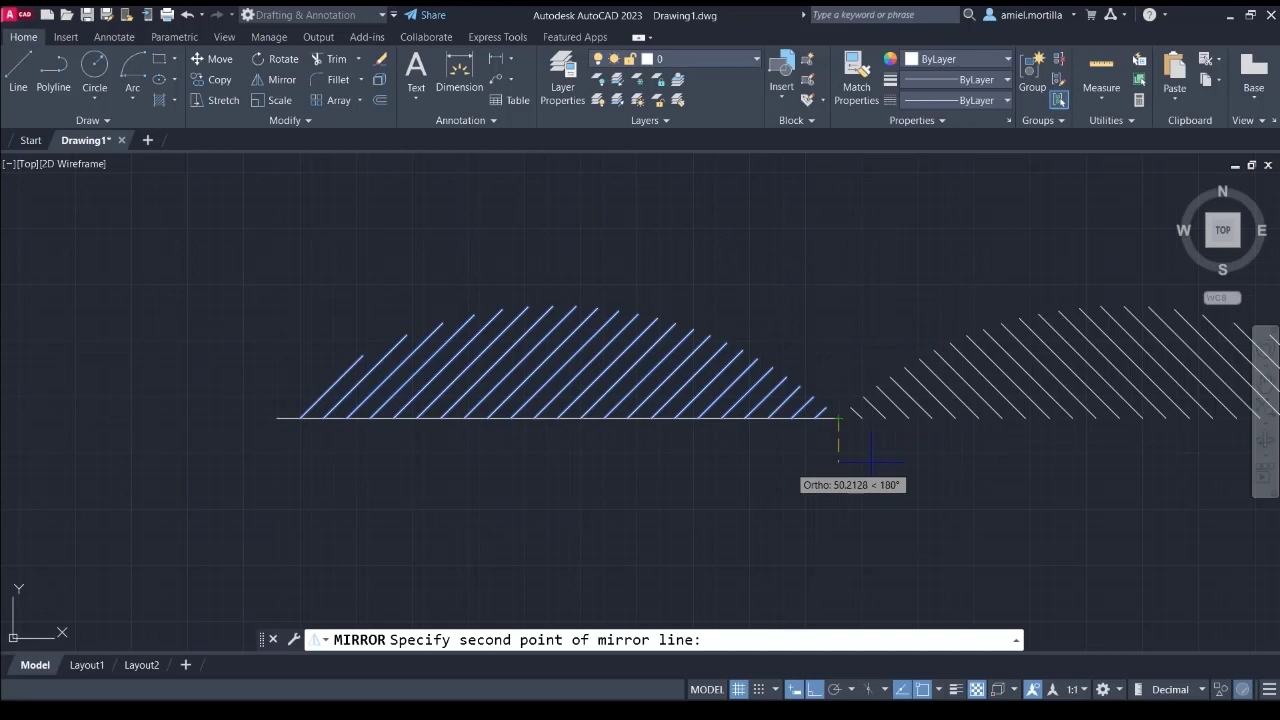 A CAD Drafting & Annotation Share Autodesk AutoCAD 2023 Drawing1.dwg Type a keyword or phrase amiel.mortilla
Home Insert Annotate Parametric View Manage Output Add-ins Collaborate Express Tools Featured Apps
Move Rotate Trim 0 ByLayer
Copy Mirror Fillet ByLayer
Line Polyline Circle Arc Text Dimension Layer Properties Insert Match Properties Group Measure Paste Base
Stretch Scale Array Table ByLayer
Draw Modify Annotation Layers Block Properties Groups Utilities Clipboard View
Start Drawing1*
[−][Top][2D Wireframe]
N
W TOP E
S
WCS
Ortho: 50.2128 < 180°
Y
X
MIRROR Specify second point of mirror line:
Model Layout1 Layout2
MODEL 1:1 Decimal